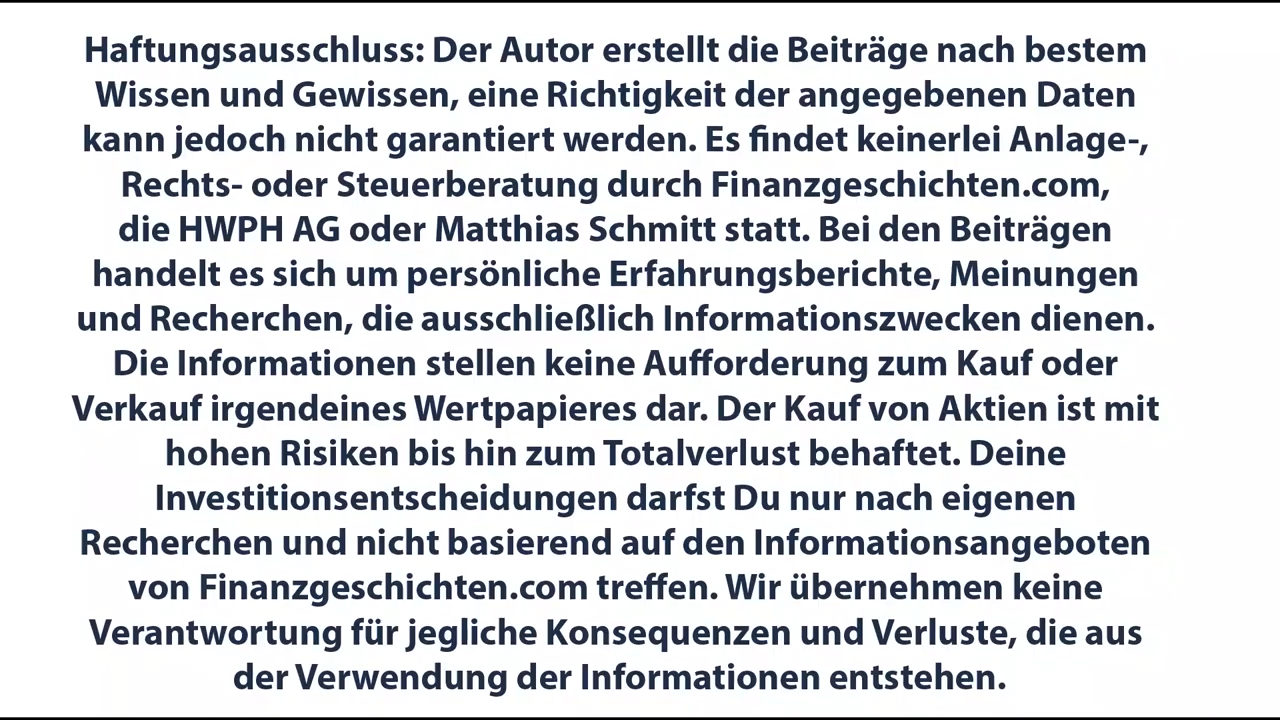 Haftungsausschluss: Der Autor erstellt die Beiträge nach bestem
Wissen und Gewissen, eine Richtigkeit der angegebenen Daten
kann jedoch nicht garantiert werden. Es findet keinerlei Anlage-,
Rechts- oder Steuerberatung durch Finanzgeschichten.com,
die HWPH AG oder Matthias Schmitt statt. Bei den Beiträgen
handelt es sich um persönliche Erfahrungsberichte, Meinungen
und Recherchen, die ausschließlich Informationszwecken dienen.
Die Informationen stellen keine Aufforderung zum Kauf oder
Verkauf irgendeines Wertpapieres dar. Der Kauf von Aktien ist mit
hohen Risiken bis hin zum Totalverlust behaftet. Deine
Investitionsentscheidungen darfst Du nur nach eigenen
Recherchen und nicht basierend auf den Informationsangeboten
von Finanzgeschichten.com treffen. Wir übernehmen keine
Verantwortung für jegliche Konsequenzen und Verluste, die aus
der Verwendung der Informationen entstehen.